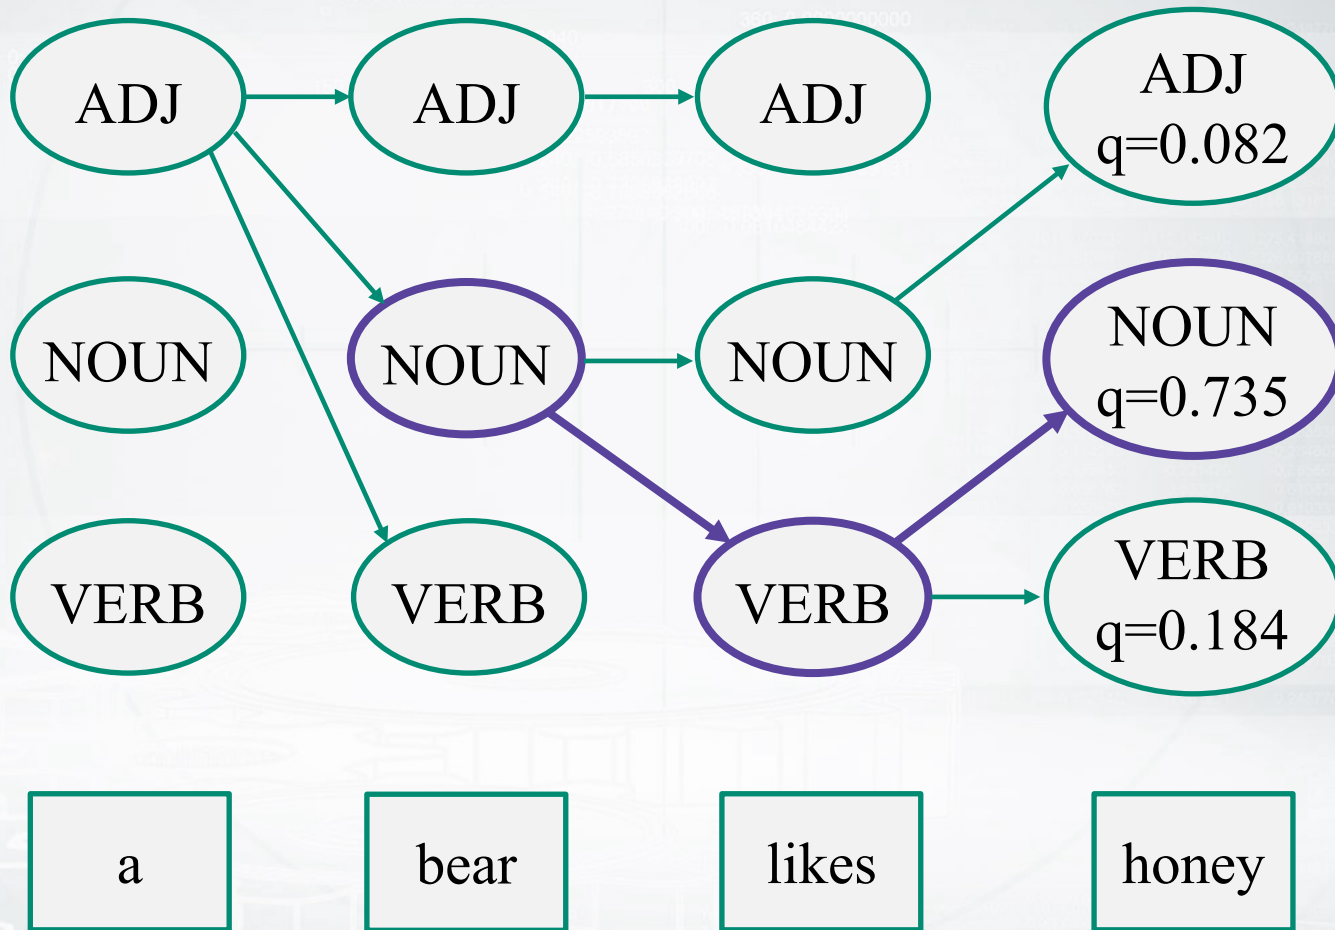 ADJ ADJ ADJ ADJ
q=0.082
NOUN NOUN NOUN NOUN
q=0.735
VERB VERB VERB VERB
q=0.184
a bear likes honey